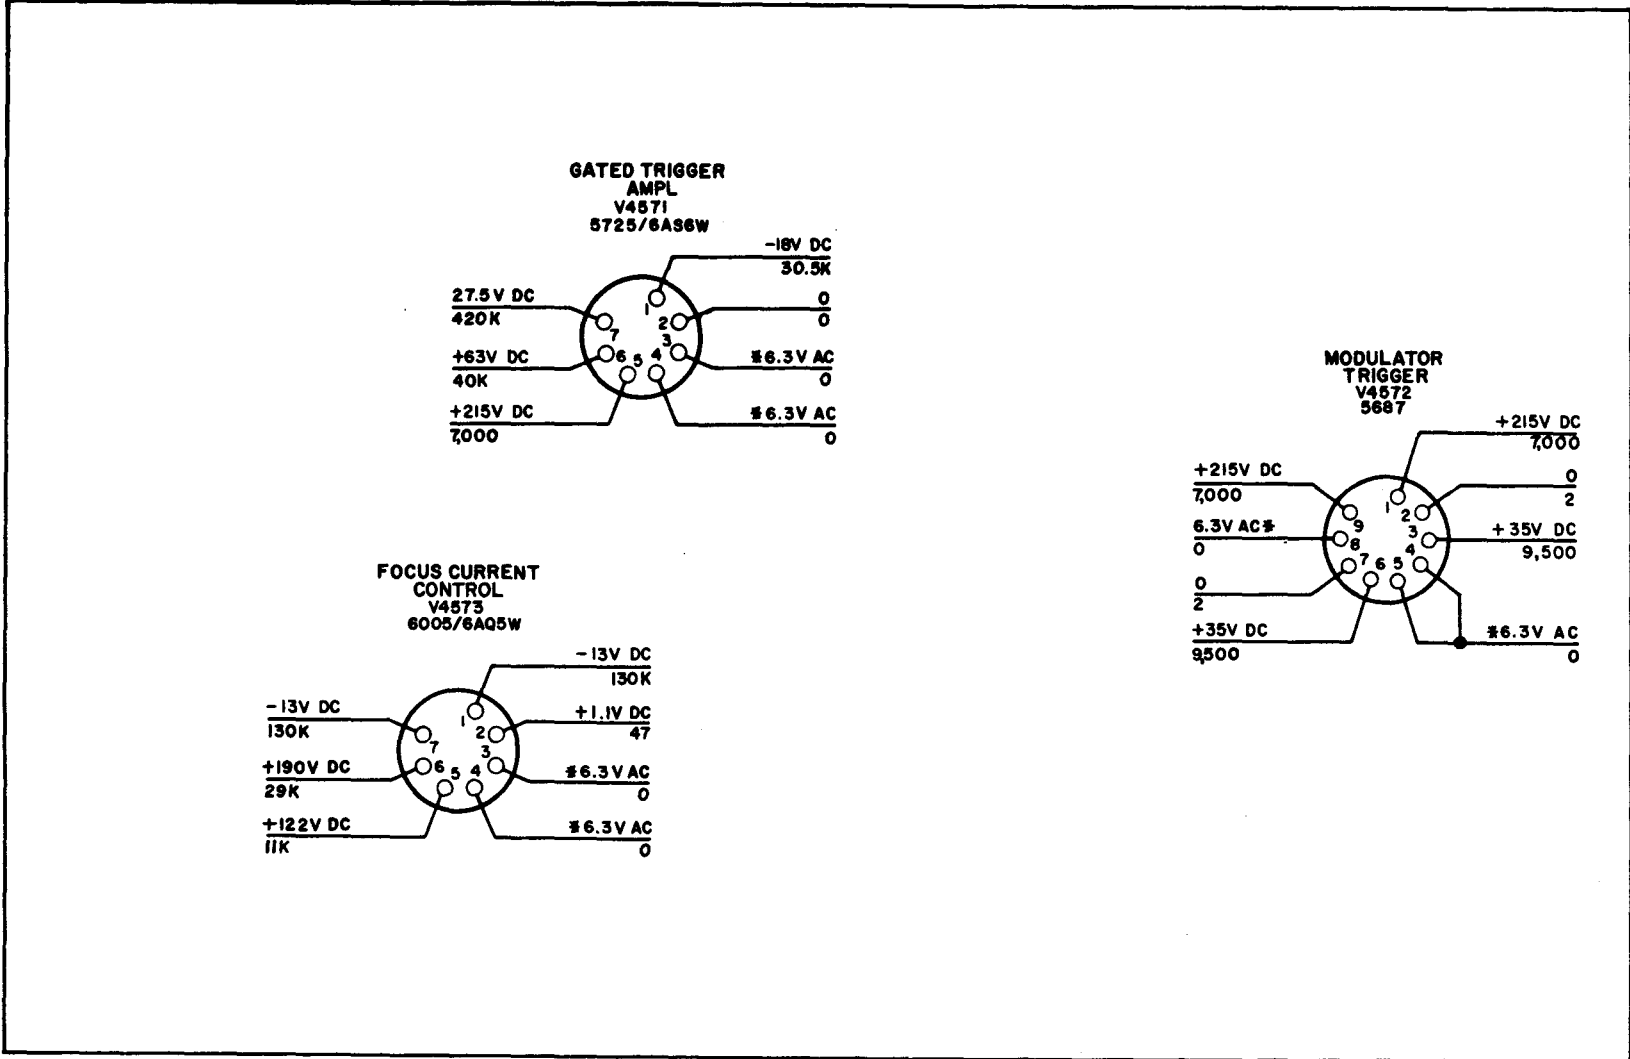 GATED TRIGGER
AMPL
V4571
5725/6AS6W
-18V DC
30.5K
27.5V DC
420K
0
0
+63V DC
40K
*6.3V AC
0
+215V DC
7,000
*6.3V AC
0
1
2
3
4
5
6
7
MODULATOR
TRIGGER
V4572
5687
+215V DC
7,000
+215V DC
7,000
0
2
6.3V AC*
0
+35V DC
9,500
0
2
+35V DC
9,500
*6.3V AC
0
1
2
3
4
5
6
7
8
9
FOCUS CURRENT
CONTROL
V4573
6005/6AQ5W
-13V DC
130K
-13V DC
130K
+1.1V DC
47
+190V DC
29K
*6.3V AC
0
+122V DC
11K
*6.3V AC
0
1
2
3
4
5
6
7